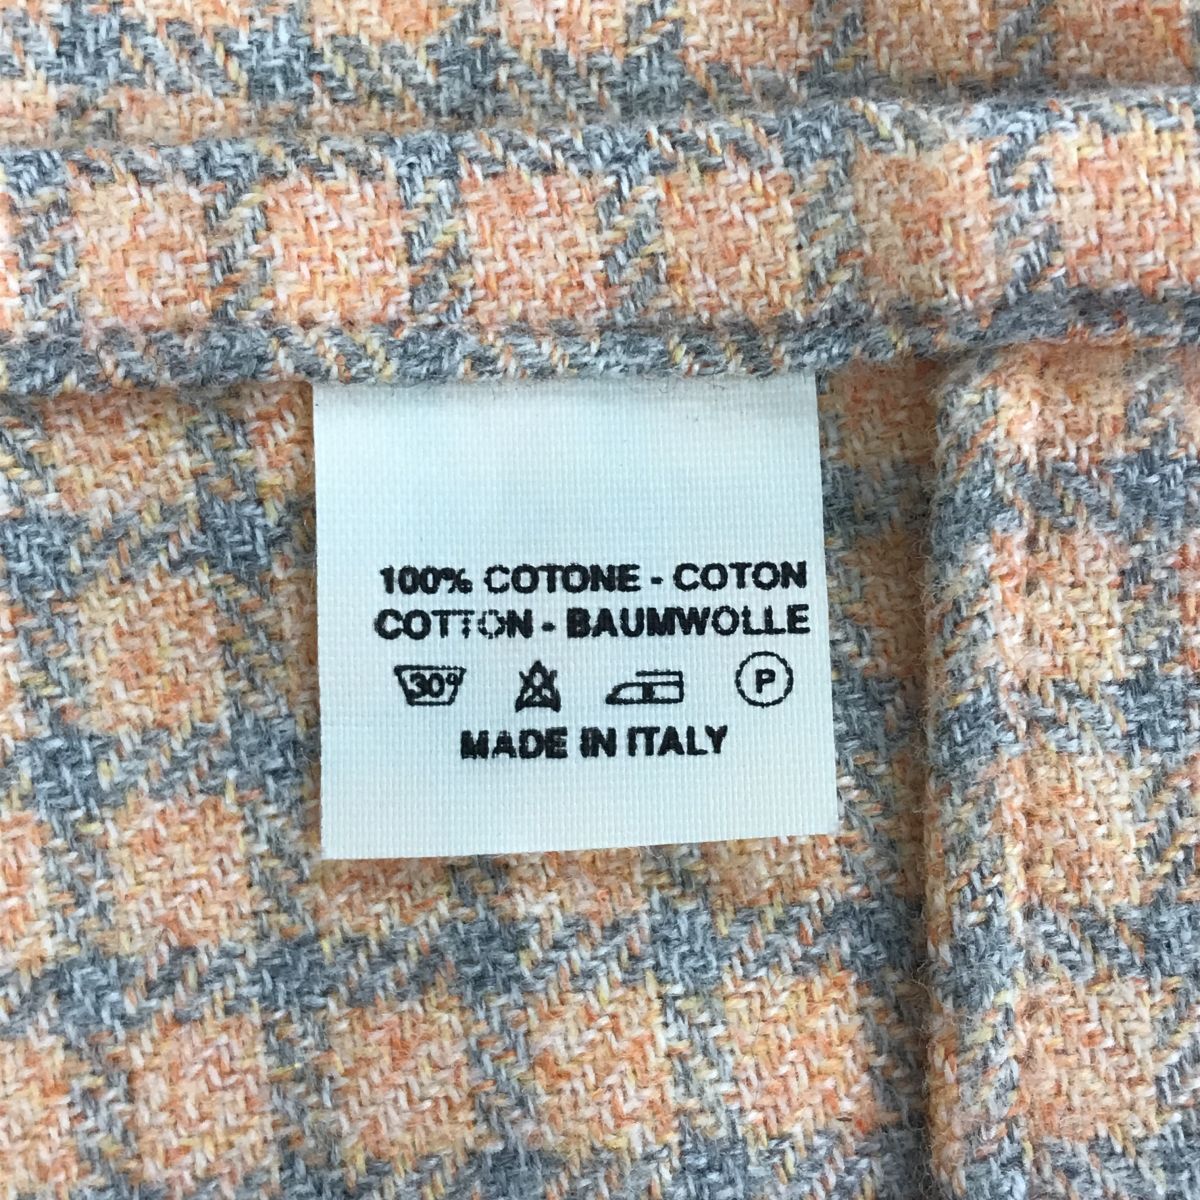 100% COTONE - COTON
COTTON - BAUMWOLLE
30° P
MADE IN ITALY